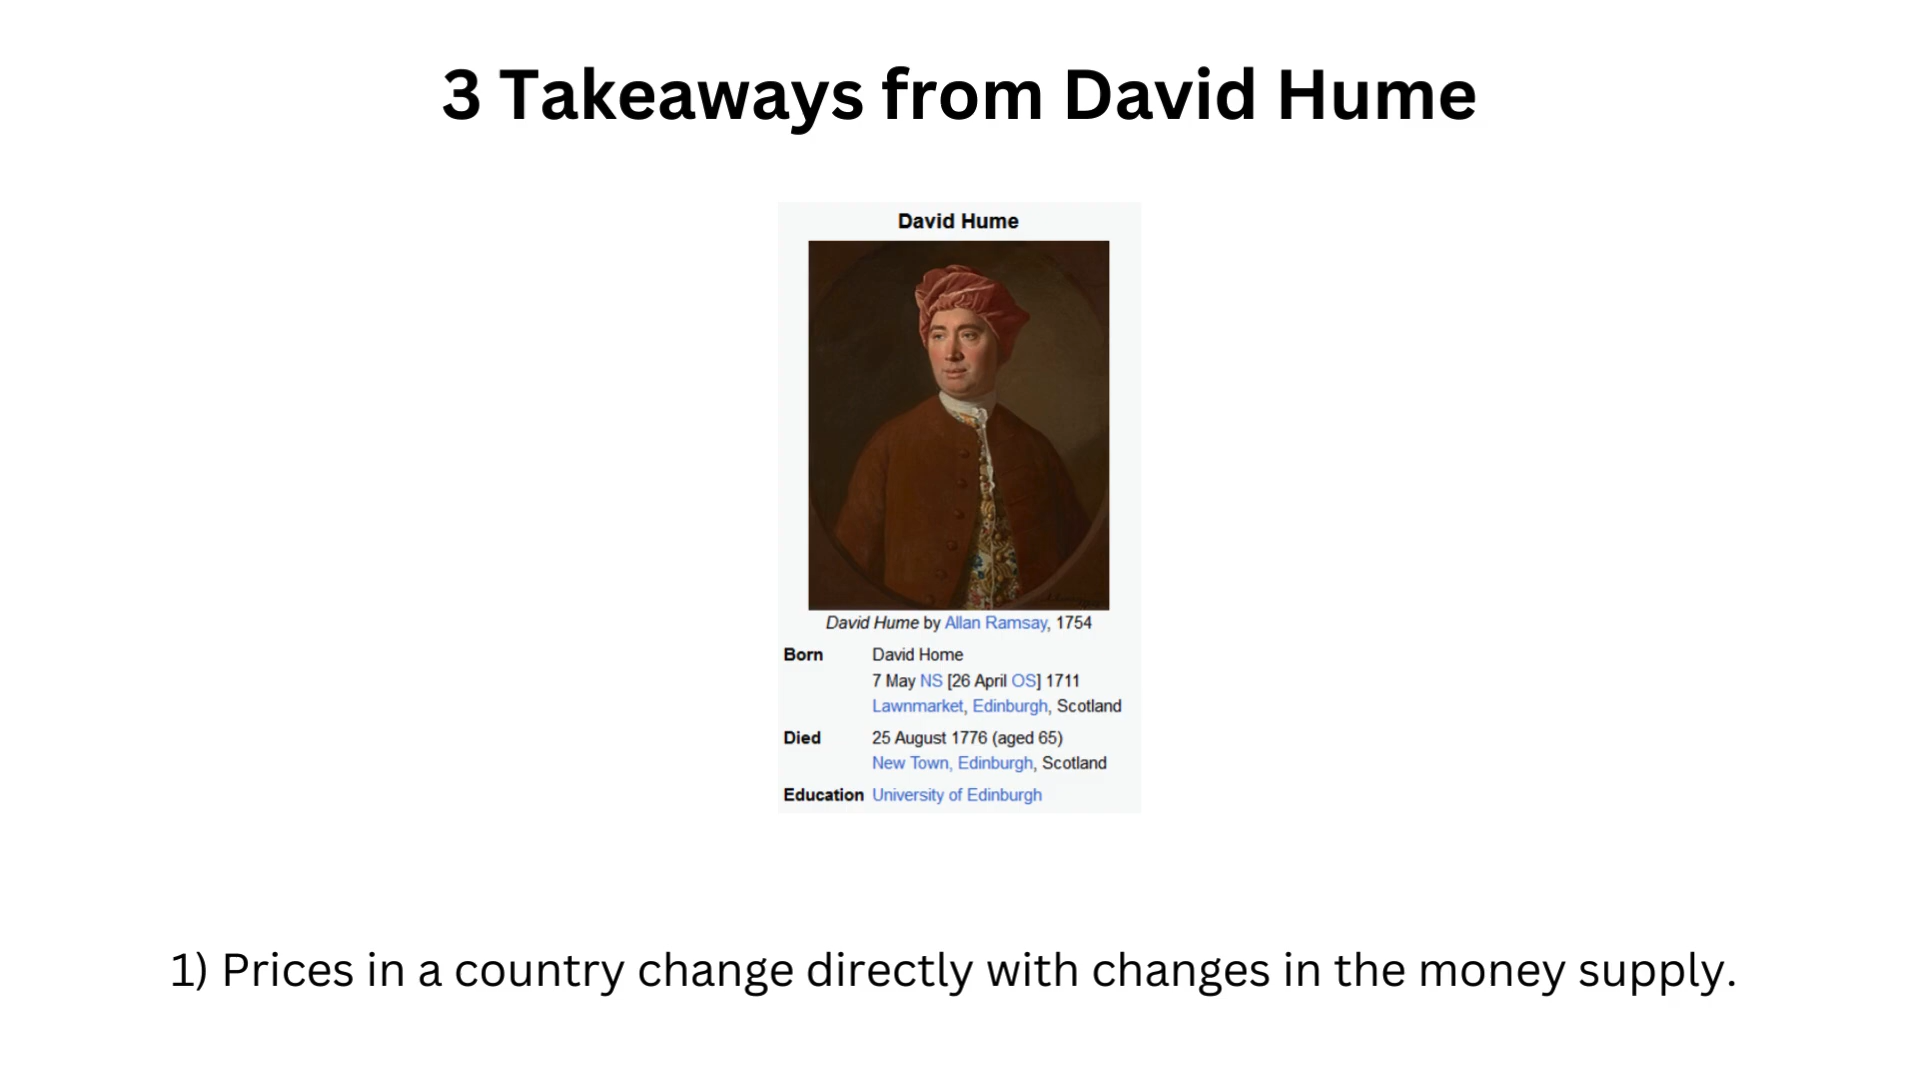 3 Takeaways from David Hume
David Hume
David Hume by Allan Ramsay, 1754
Born David Home
7 May NS [26 April OS] 1711
Lawnmarket, Edinburgh, Scotland
Died 25 August 1776 (aged 65)
New Town, Edinburgh, Scotland
Education University of Edinburgh
1) Prices in a country change directly with changes in the money supply.